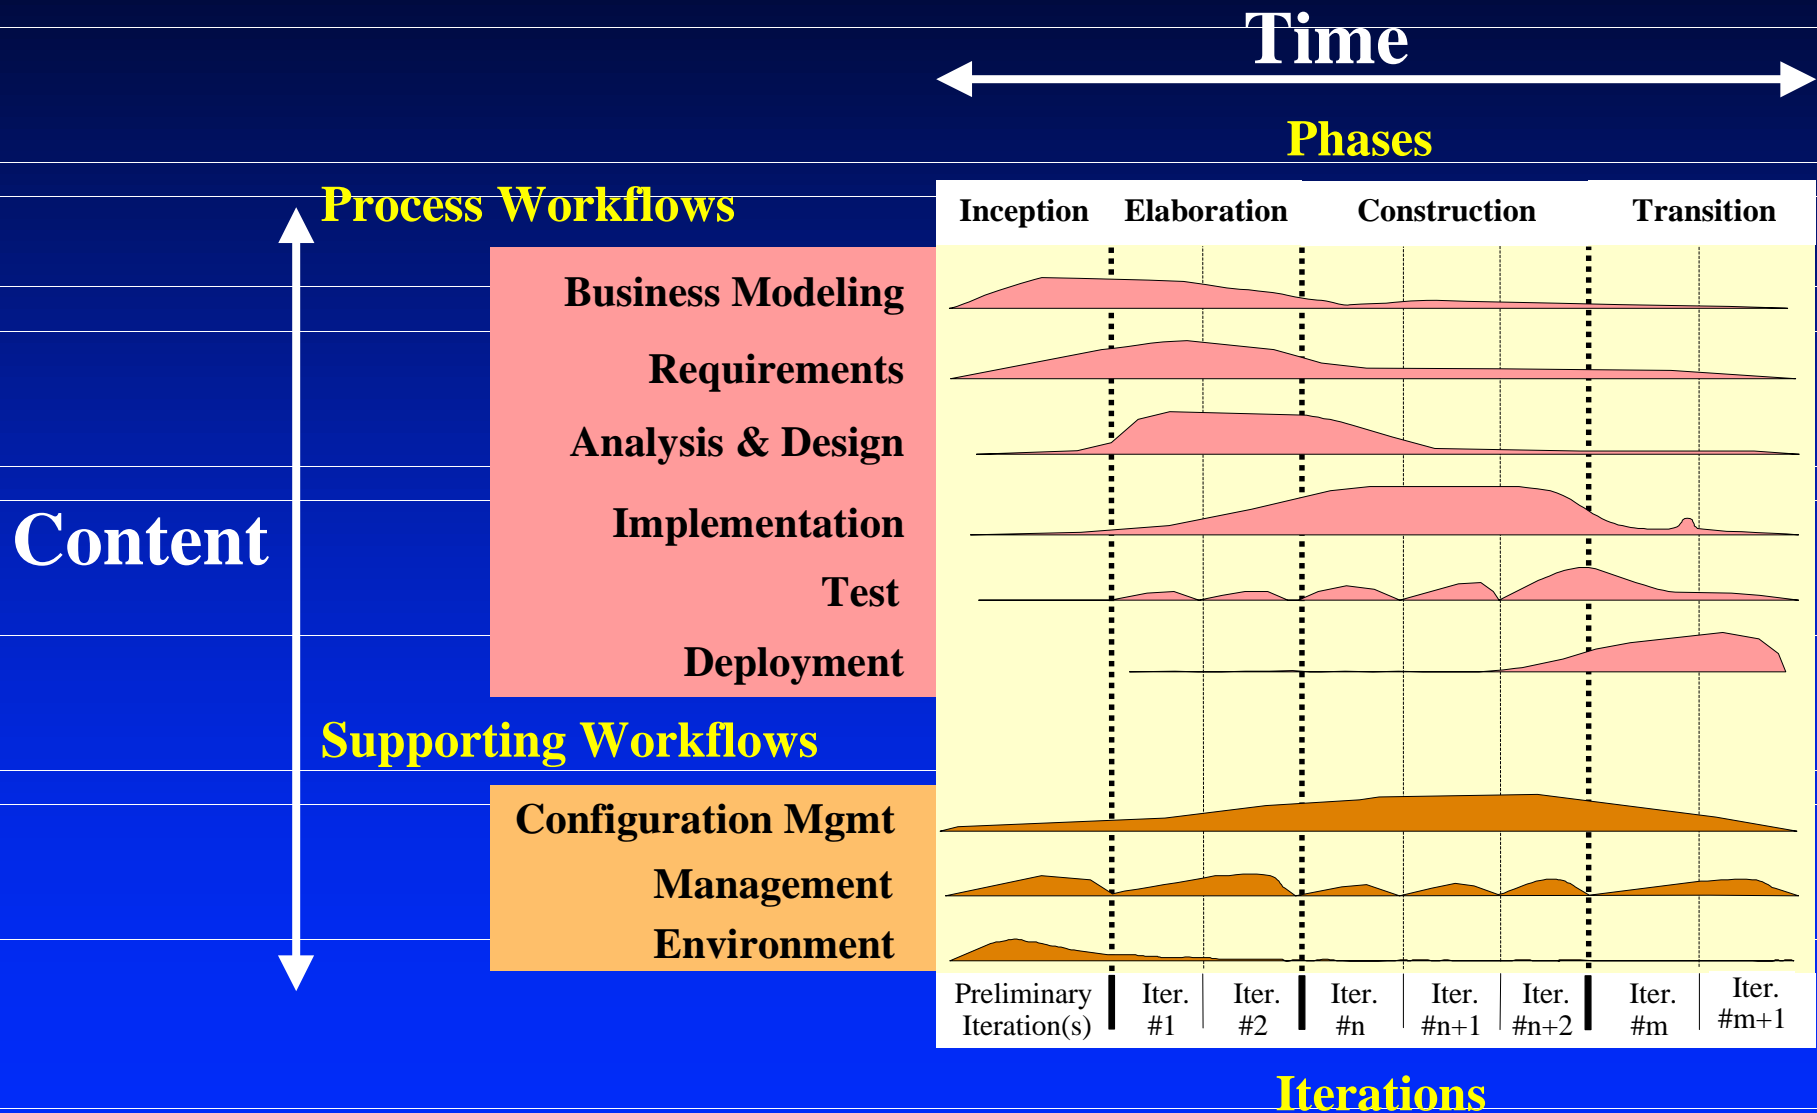 Time
Phases
Process Workflows
Inception Elaboration Construction Transition
Business Modeling
Requirements
Analysis & Design
Implementation
Content
Test
Deployment
Supporting Workflows
Configuration Mgmt
Management
Environment
Preliminary Iteration(s)
Iter. #1
Iter. #2
Iter. #n
Iter. #n+1
Iter. #n+2
Iter. #m
Iter. #m+1
Iterations